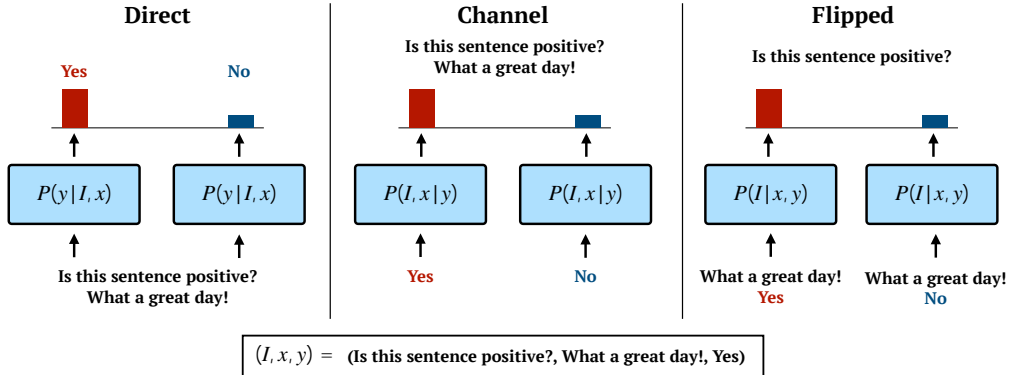 Direct
Yes
No
P(y|I, x)
P(y|I, x)
Is this sentence positive?
What a great day!
Channel
Is this sentence positive?
What a great day!
P(I, x|y)
P(I, x|y)
Yes
No
Flipped
Is this sentence positive?
P(I|x, y)
P(I|x, y)
What a great day!
Yes
What a great day!
No
(I, x, y) = (Is this sentence positive?, What a great day!, Yes)